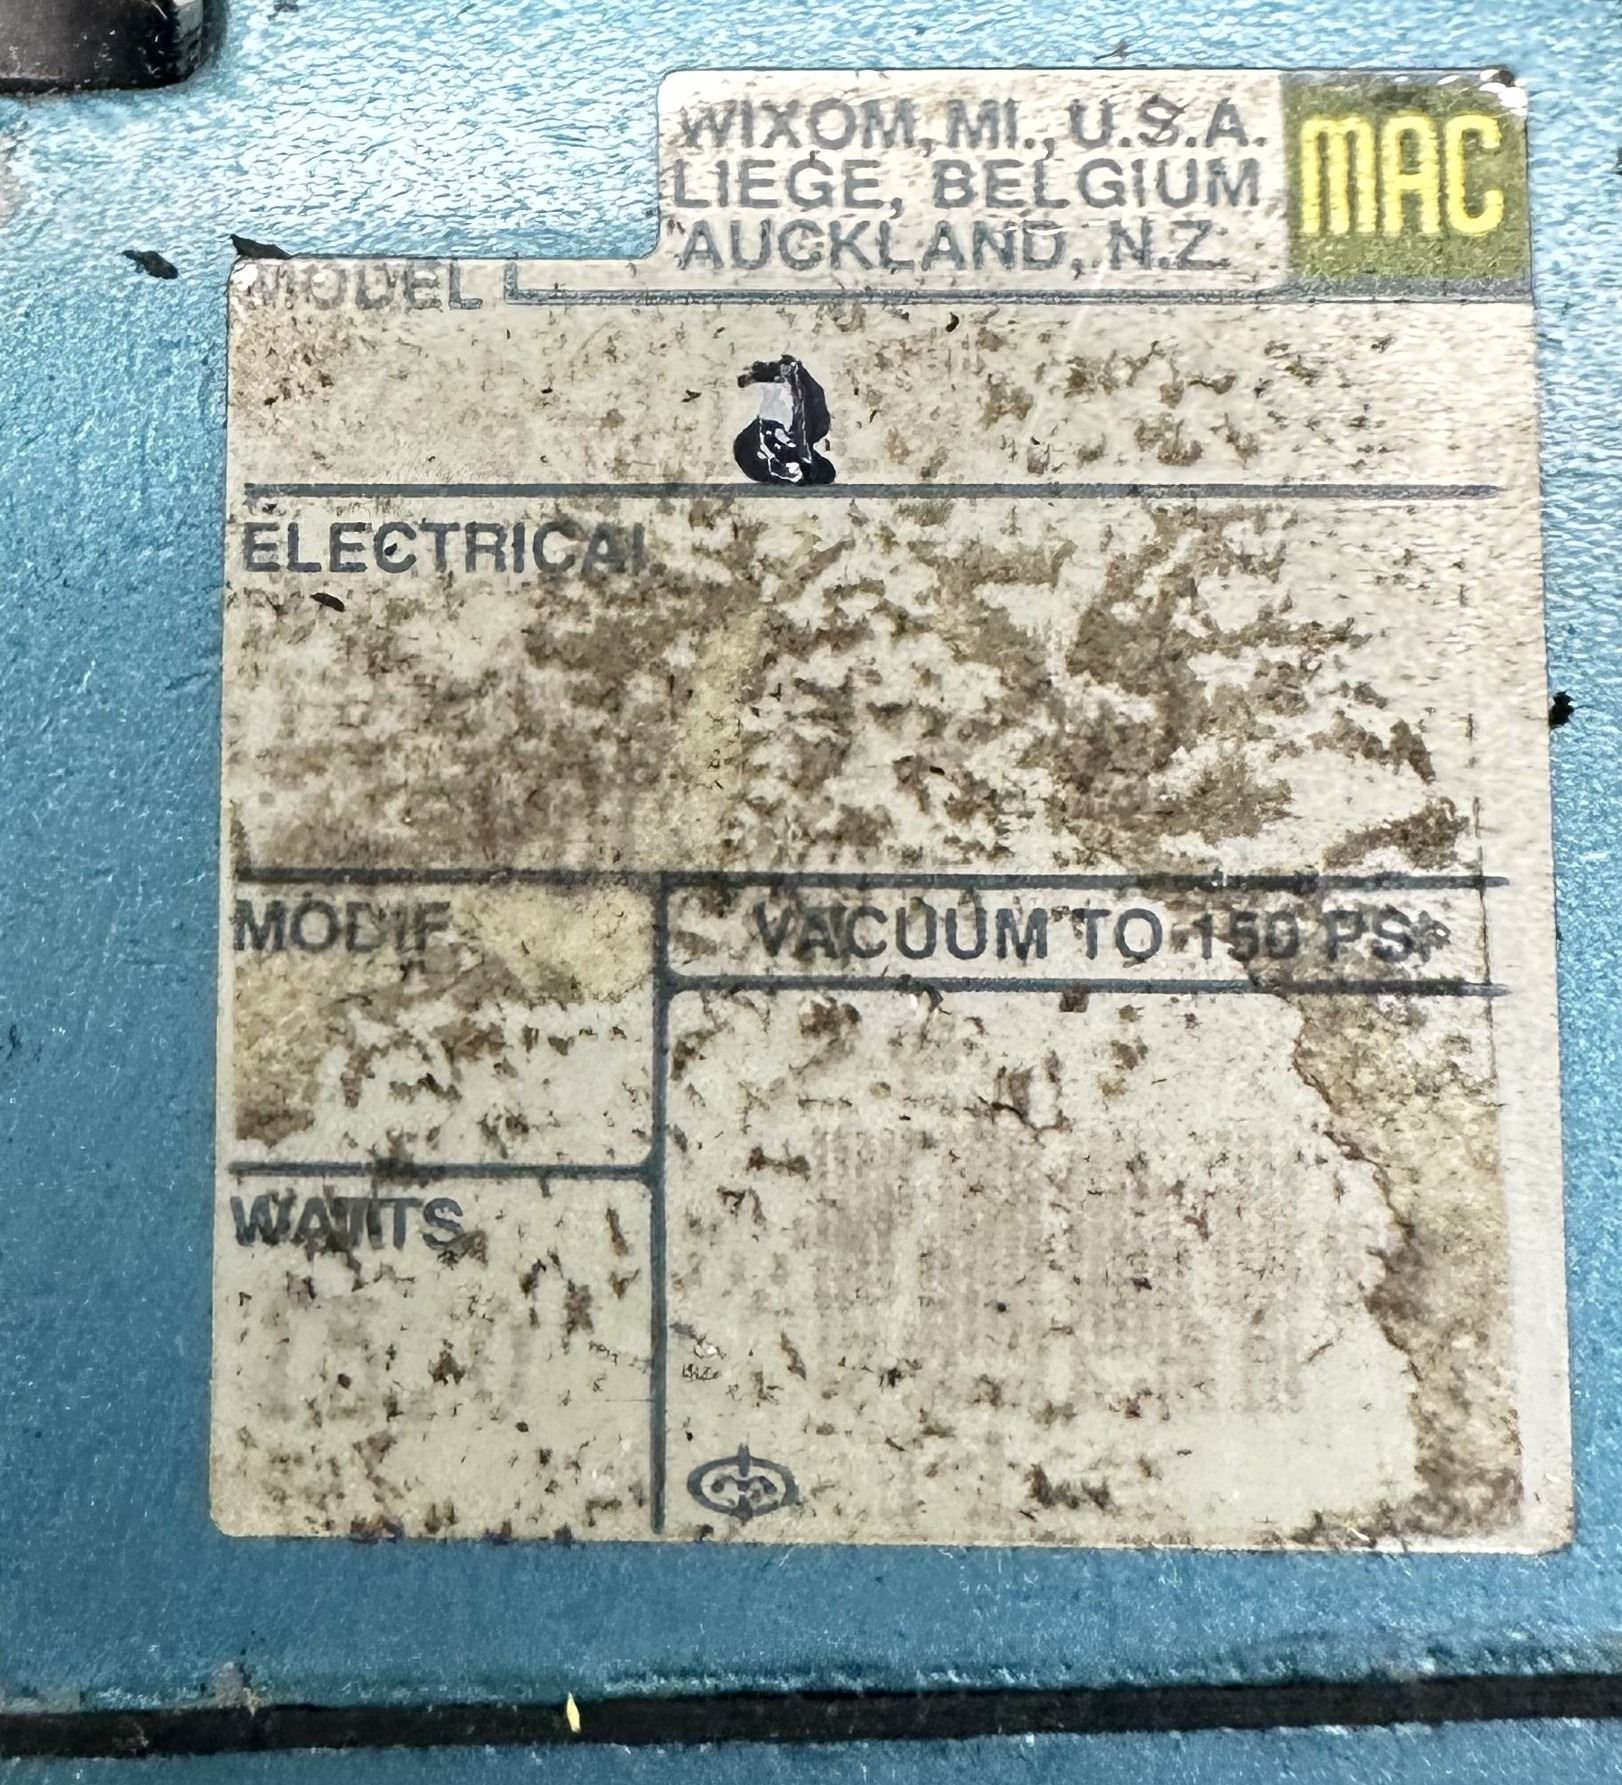 WIXOM, MI., U.S.A.
LIEGE, BELGIUM
AUCKLAND, N.Z.
MAC
MODEL
ELECTRICAL
MODIF.
VACUUM TO 150 PSI
WATTS